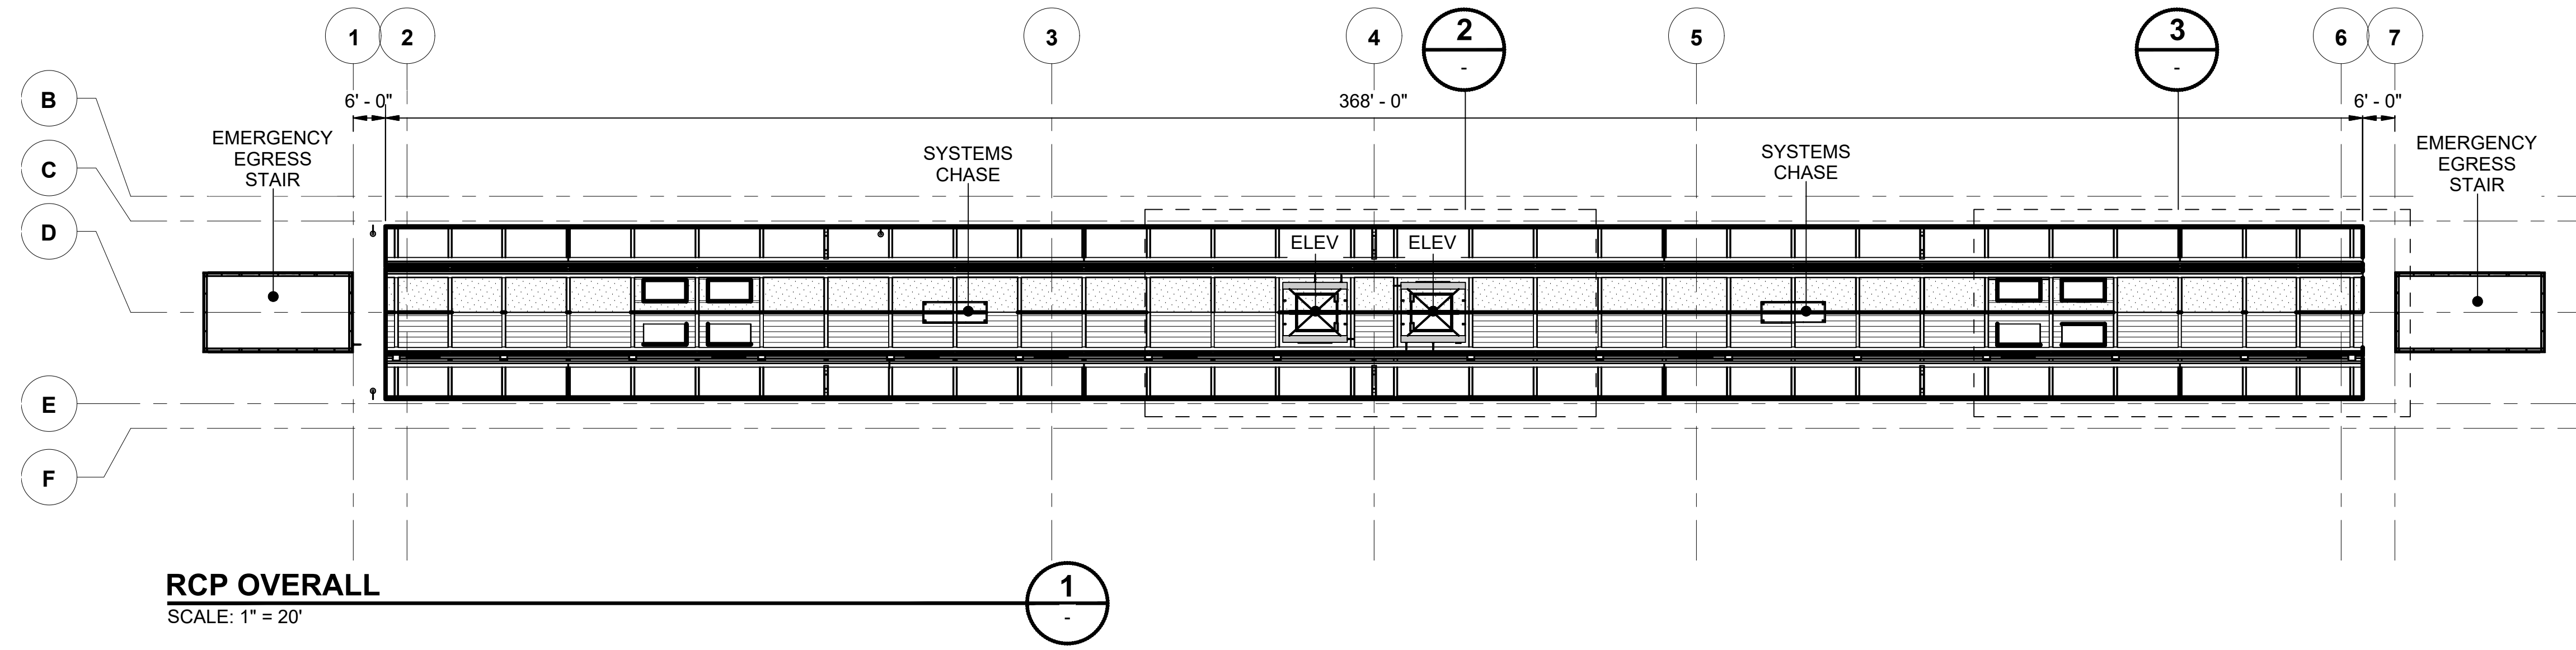 1
2
3
4
2
-
5
3
-
6
7
B
6' - 0"
368' - 0"
6' - 0"
EMERGENCY
EGRESS
STAIR
SYSTEMS
CHASE
SYSTEMS
CHASE
EMERGENCY
EGRESS
STAIR
C
D
ELEV
ELEV
E
F
RCP OVERALL
SCALE: 1" = 20'
1
-